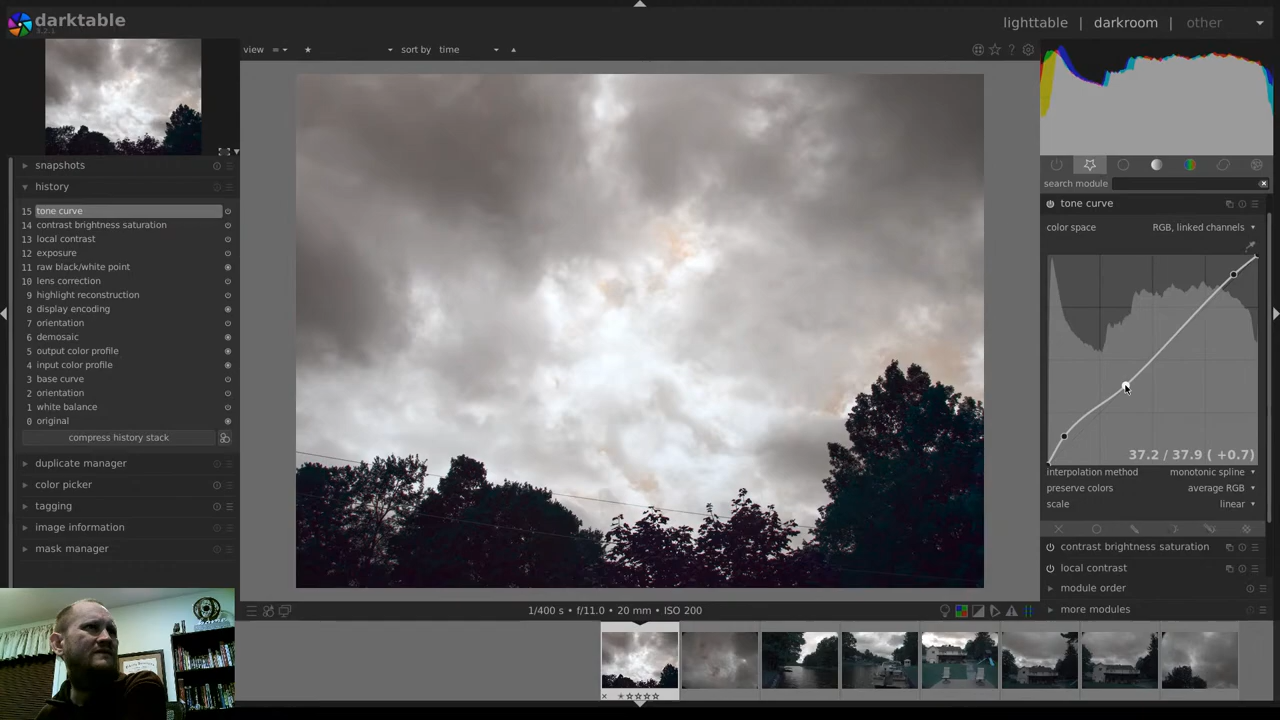 darktable
3.2.1
lighttable | darkroom | other
view
sort by time
snapshots
history
15 tone curve
14 contrast brightness saturation
13 local contrast
12 exposure
11 raw black/white point
10 lens correction
9 highlight reconstruction
8 display encoding
7 orientation
6 demosaic
5 output color profile
4 input color profile
3 base curve
2 orientation
1 white balance
0 original
compress history stack
duplicate manager
color picker
tagging
image information
mask manager
search module
tone curve
color space RGB, linked channels
37.2 / 37.9 ( +0.7)
interpolation method monotonic spline
preserve colors average RGB
scale linear
contrast brightness saturation
local contrast
module order
more modules
1/400 s • f/11.0 • 20 mm • ISO 200